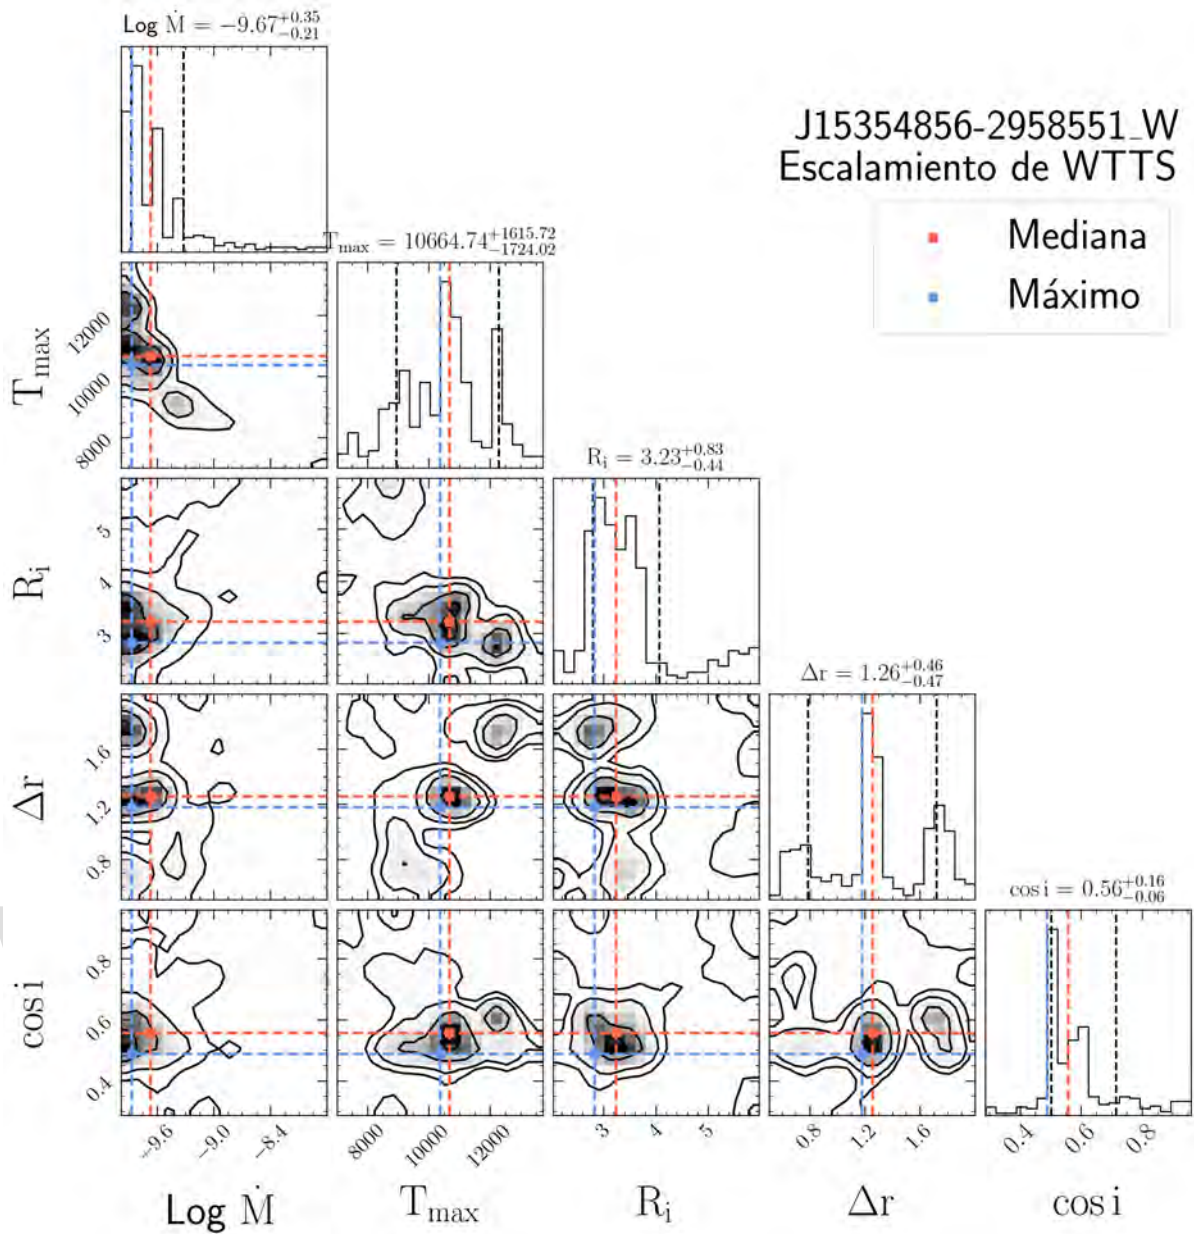 Log Ṁ = −9.67+0.35−0.21
J15354856-2958551_W
Escalamiento de WTTS
Mediana
Máximo
Tmax = 10664.74+1615.72−1724.02
Tmax
12000
10000
8000
Ri = 3.23+0.83−0.44
Ri
5
4
3
Δr = 1.26+0.46−0.47
Δr
1.6
1.2
0.8
cos i = 0.56+0.16−0.06
cos i
0.8
0.6
0.4
−9.6 −9.0 −8.4 8000 10000 12000 3 4 5 0.8 1.2 1.6 0.4 0.6 0.8
Log Ṁ Tmax Ri Δr cos i